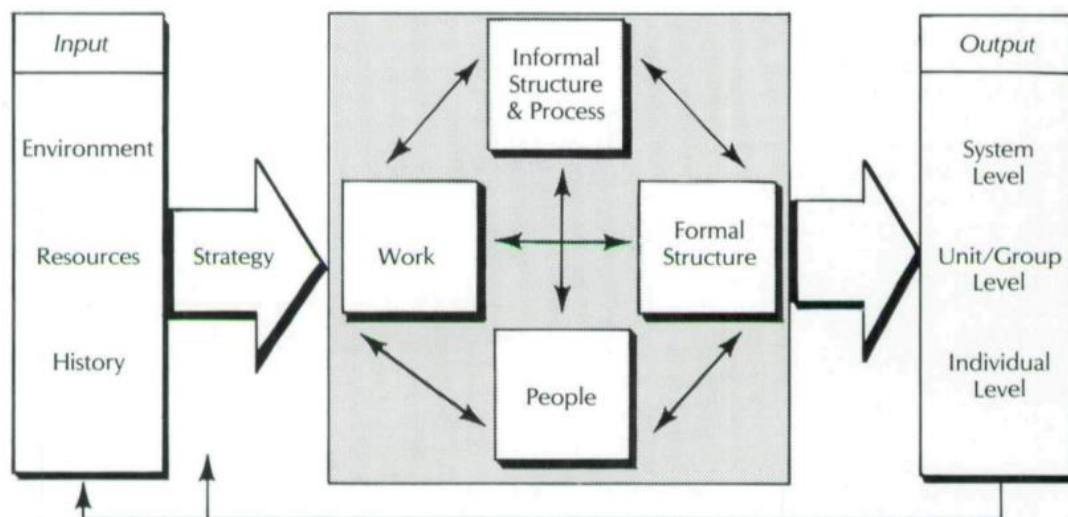 Input
Environment
Resources
History
Strategy
Informal
Structure
& Process
Work
Formal
Structure
People
Output
System
Level
Unit/Group
Level
Individual
Level